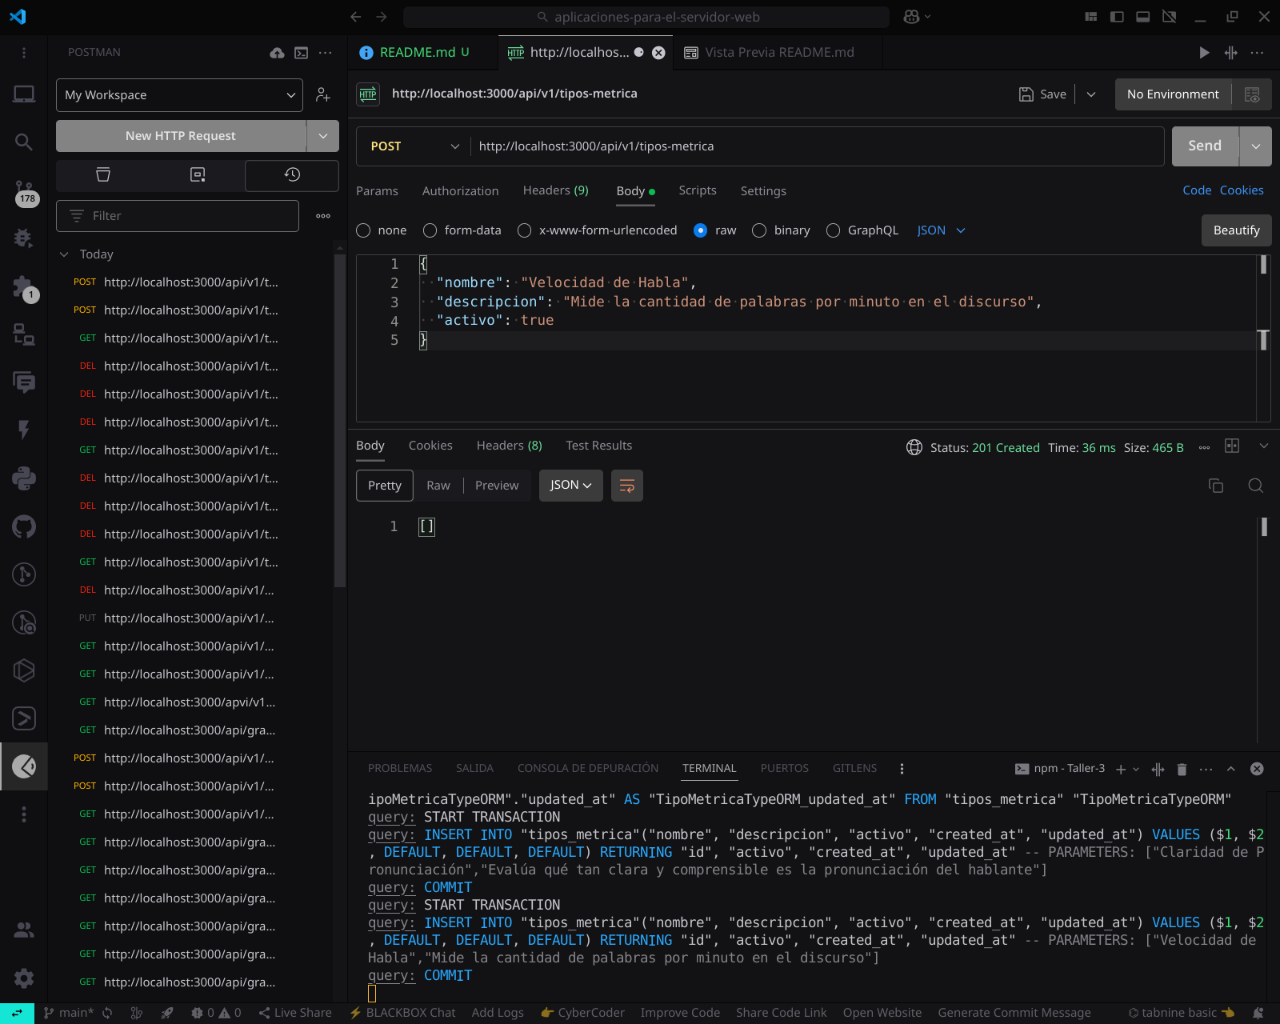 aplicaciones-para-el-servidor-web
POSTMAN
README.md U
http://localhos...
Vista Previa README.md
My Workspace
HTTP
http://localhost:3000/api/v1/tipos-metrica
Save
No Environment
New HTTP Request
POST
http://localhost:3000/api/v1/tipos-metrica
Send
Params
Authorization
Headers (9)
Body
Scripts
Settings
Code
Cookies
178
Filter
none
form-data
x-www-form-urlencoded
raw
binary
GraphQL
JSON
Beautify
Today
1 {
2 "nombre": "Velocidad de Habla",
3 "descripcion": "Mide la cantidad de palabras por minuto en el discurso",
4 "activo": true
5 }
1
POST http://localhost:3000/api/v1/t...
POST http://localhost:3000/api/v1/t...
GET http://localhost:3000/api/v1/t...
DEL http://localhost:3000/api/v1/t...
DEL http://localhost:3000/api/v1/t...
DEL http://localhost:3000/api/v1/t...
GET http://localhost:3000/api/v1/t...
DEL http://localhost:3000/api/v1/t...
DEL http://localhost:3000/api/v1/t...
DEL http://localhost:3000/api/v1/t...
GET http://localhost:3000/api/v1/t...
DEL http://localhost:3000/api/v1/...
PUT http://localhost:3000/api/v1/...
GET http://localhost:3000/api/v1/...
GET http://localhost:3000/api/v1/...
GET http://localhost:3000/apvi/v1...
GET http://localhost:3000/api/gra...
POST http://localhost:3000/api/v1/...
POST http://localhost:3000/api/v1/...
GET http://localhost:3000/api/v1/...
GET http://localhost:3000/api/gra...
GET http://localhost:3000/api/gra...
GET http://localhost:3000/api/gra...
GET http://localhost:3000/api/gra...
GET http://localhost:3000/api/gra...
GET http://localhost:3000/api/gra...
Body
Cookies
Headers (8)
Test Results
Status: 201 Created Time: 36 ms Size: 465 B
Pretty
Raw
Preview
JSON
1 []
PROBLEMAS
SALIDA
CONSOLA DE DEPURACIÓN
TERMINAL
PUERTOS
GITLENS
npm - Taller-3
ipoMetricaTypeORM"."updated_at" AS "TipoMetricaTypeORM_updated_at" FROM "tipos_metrica" "TipoMetricaTypeORM"
query: START TRANSACTION
query: INSERT INTO "tipos_metrica"("nombre", "descripcion", "activo", "created_at", "updated_at") VALUES ($1, $2
, DEFAULT, DEFAULT, DEFAULT) RETURNING "id", "activo", "created_at", "updated_at" -- PARAMETERS: ["Claridad de P
ronunciación","Evalúa qué tan clara y comprensible es la pronunciación del hablante"]
query: COMMIT
query: START TRANSACTION
query: INSERT INTO "tipos_metrica"("nombre", "descripcion", "activo", "created_at", "updated_at") VALUES ($1, $2
, DEFAULT, DEFAULT, DEFAULT) RETURNING "id", "activo", "created_at", "updated_at" -- PARAMETERS: ["Velocidad de
Habla","Mide la cantidad de palabras por minuto en el discurso"]
query: COMMIT
main*
0
0
Live Share
BLACKBOX Chat
Add Logs
CyberCoder
Improve Code
Share Code Link
Open Website
Generate Commit Message
tabnine basic